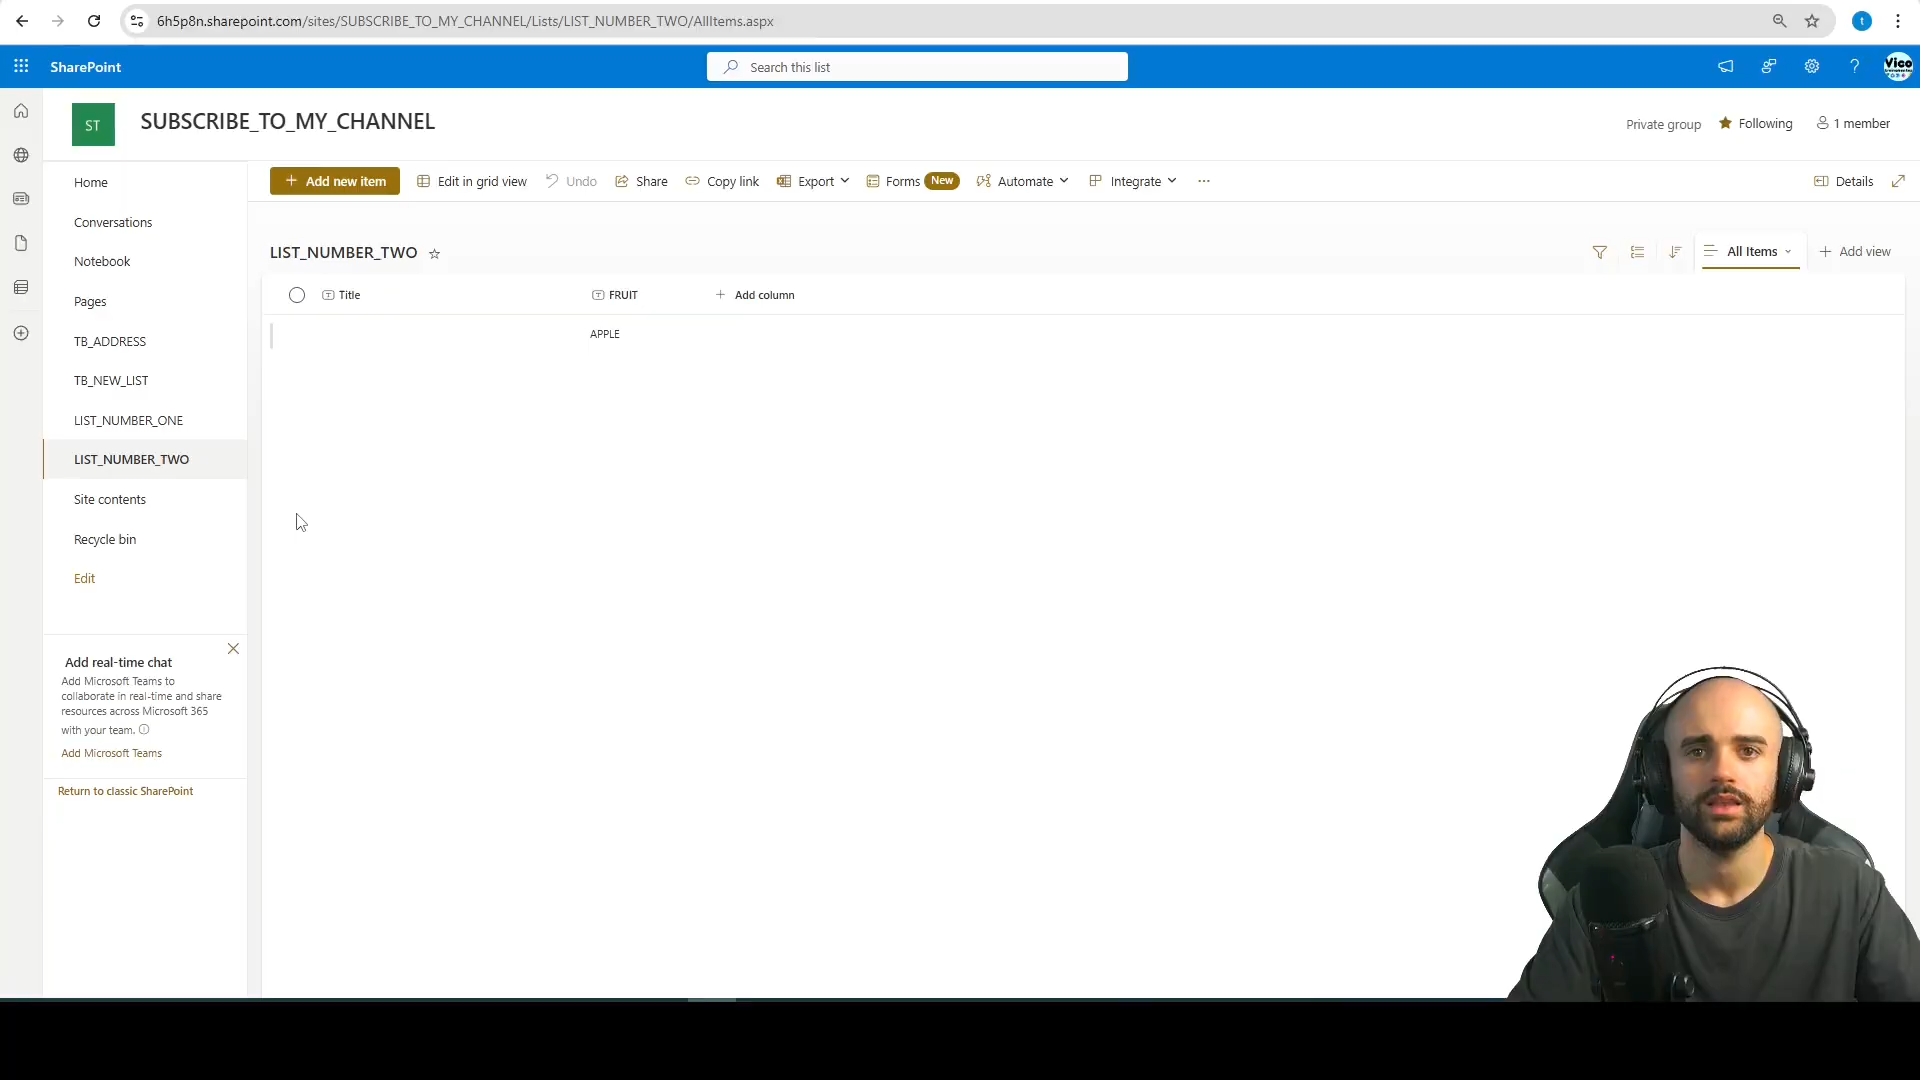 6h5p8n.sharepoint.com/sites/SUBSCRIBE_TO_MY_CHANNEL/Lists/LIST_NUMBER_TWO/AllItems.aspx
t
SharePoint
Search this list
?
Vico
ST
SUBSCRIBE_TO_MY_CHANNEL
Private group
Following
1 member
Home
Conversations
Notebook
Pages
TB_ADDRESS
TB_NEW_LIST
LIST_NUMBER_ONE
LIST_NUMBER_TWO
Site contents
Recycle bin
Edit
Add real-time chat
Add Microsoft Teams to
collaborate in real-time and share
resources across Microsoft 365
with your team.
Add Microsoft Teams
Return to classic SharePoint
+ Add new item
Edit in grid view
Undo
Share
Copy link
Export
Forms New
Automate
Integrate
...
Details
LIST_NUMBER_TWO
All Items
+ Add view
Title
FRUIT
+ Add column
APPLE